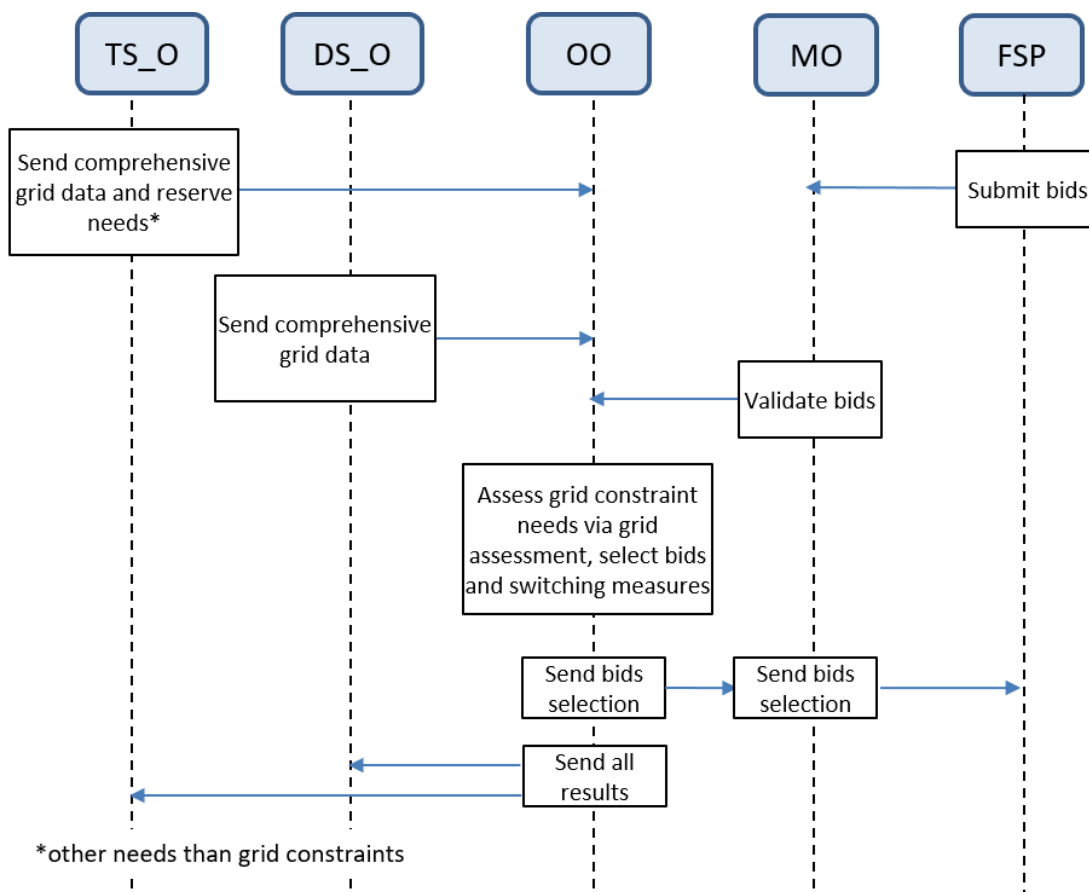 TS_O
DS_O
OO
MO
FSP
Send comprehensive
grid data and reserve
needs*
Submit bids
Send comprehensive
grid data
Validate bids
Assess grid constraint
needs via grid
assessment, select bids
and switching measures
Send bids
selection
Send bids
selection
Send all
results
*other needs than grid constraints